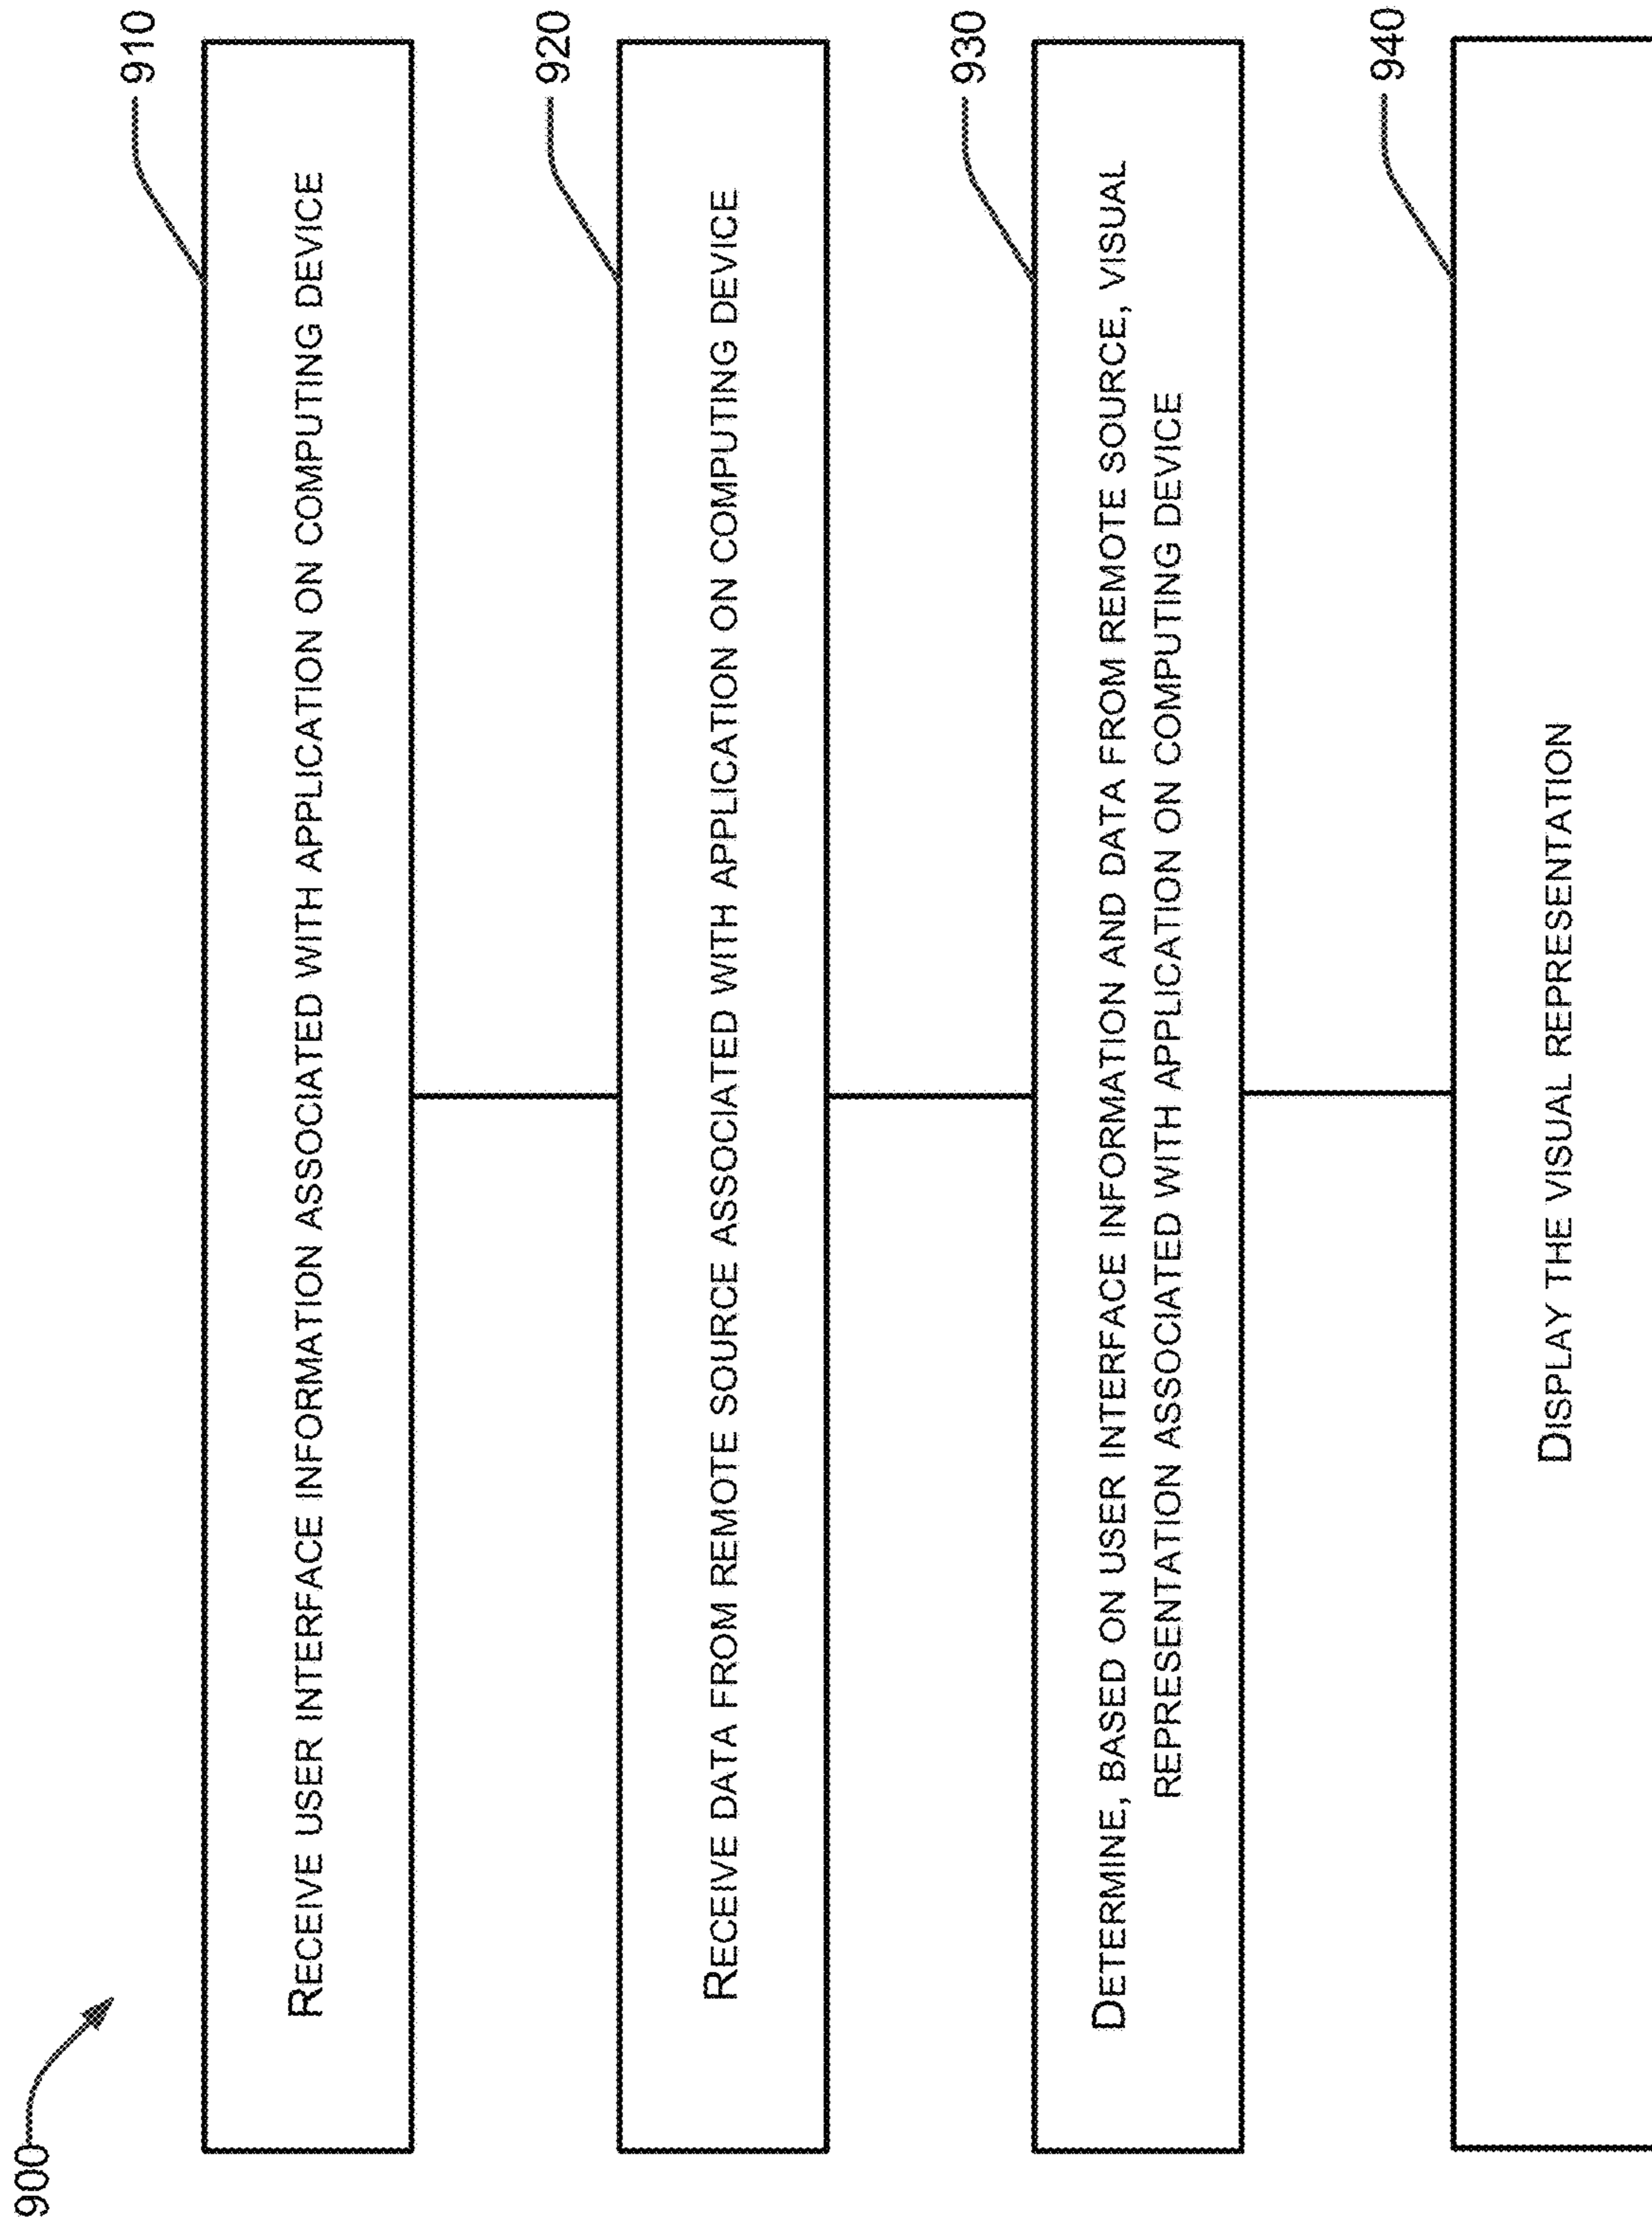 900
910
RECEIVE USER INTERFACE INFORMATION ASSOCIATED WITH APPLICATION ON COMPUTING DEVICE
920
RECEIVE DATA FROM REMOTE SOURCE ASSOCIATED WITH APPLICATION ON COMPUTING DEVICE
930
DETERMINE, BASED ON USER INTERFACE INFORMATION AND DATA FROM REMOTE SOURCE, VISUAL
REPRESENTATION ASSOCIATED WITH APPLICATION ON COMPUTING DEVICE
940
DISPLAY THE VISUAL REPRESENTATION